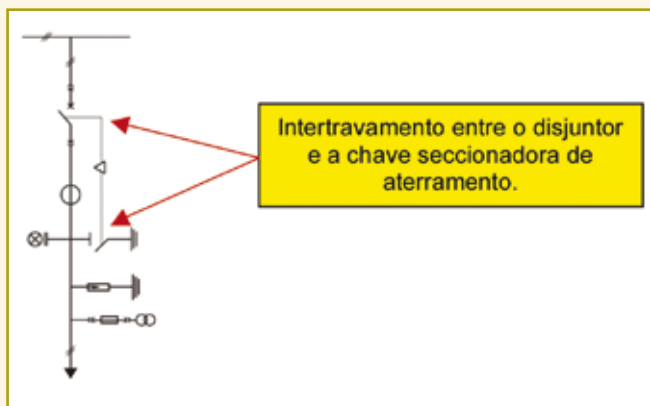 Intertravamento entre o disjuntor
e a chave seccionadora de
aterramento.